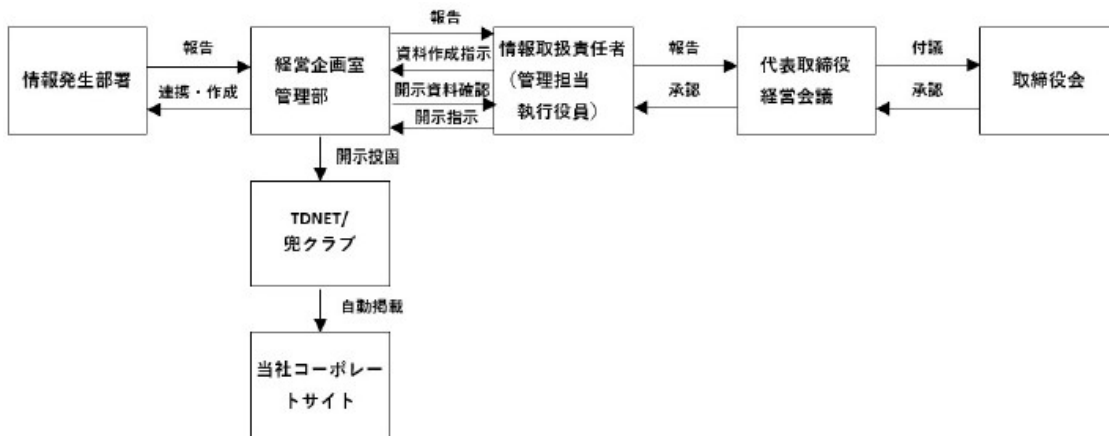 報告
情報発生部署
連携・作成
経営企画室
管理部
報告
資料作成指示
開示資料確認
開示指示
情報取扱責任者
（管理担当
執行役員）
報告
承認
代表取締役
経営会議
付議
承認
取締役会
開示投函
TDNET/
兜クラブ
自動掲載
当社コーポレー
トサイト